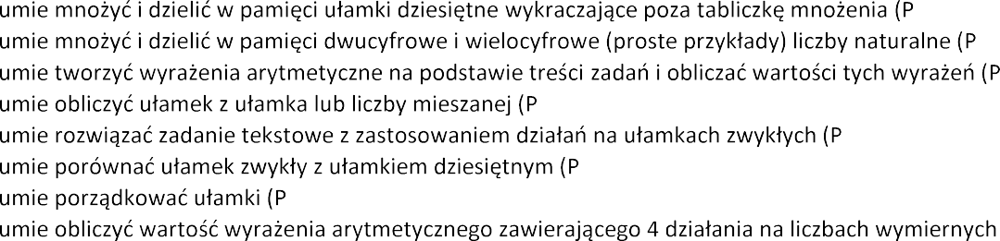 umie mnożyć i dzielić w pamięci ułamki dziesiętne wykraczające poza tabliczkę mnożenia (P
umie mnożyć i dzielić w pamięci dwucyfrowe i wielocyfrowe (proste przykłady) liczby naturalne (P
umie tworzyć wyrażenia arytmetyczne na podstawie treści zadań i obliczać wartości tych wyrażeń (P
umie obliczyć ułamek z ułamka lub liczby mieszanej (P
umie rozwiązać zadanie tekstowe z zastosowaniem działań na ułamkach zwykłych (P
umie porównać ułamek zwykły z ułamkiem dziesiętnym (P
umie porządkować ułamki (P
umie obliczyć wartość wyrażenia arytmetycznego zawierającego 4 działania na liczbach wymiernych